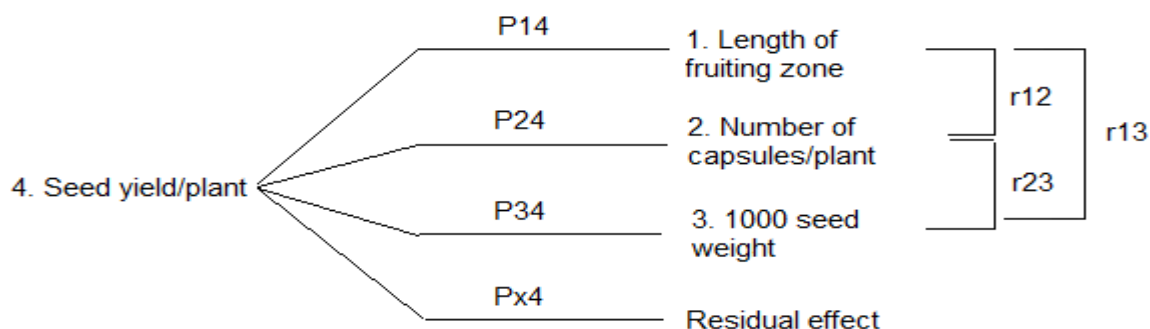 P14
1. Length of
fruiting zone
r12
P24
2. Number of
capsules/plant
r13
4. Seed yield/plant
r23
P34
3. 1000 seed
weight
Px4
Residual effect